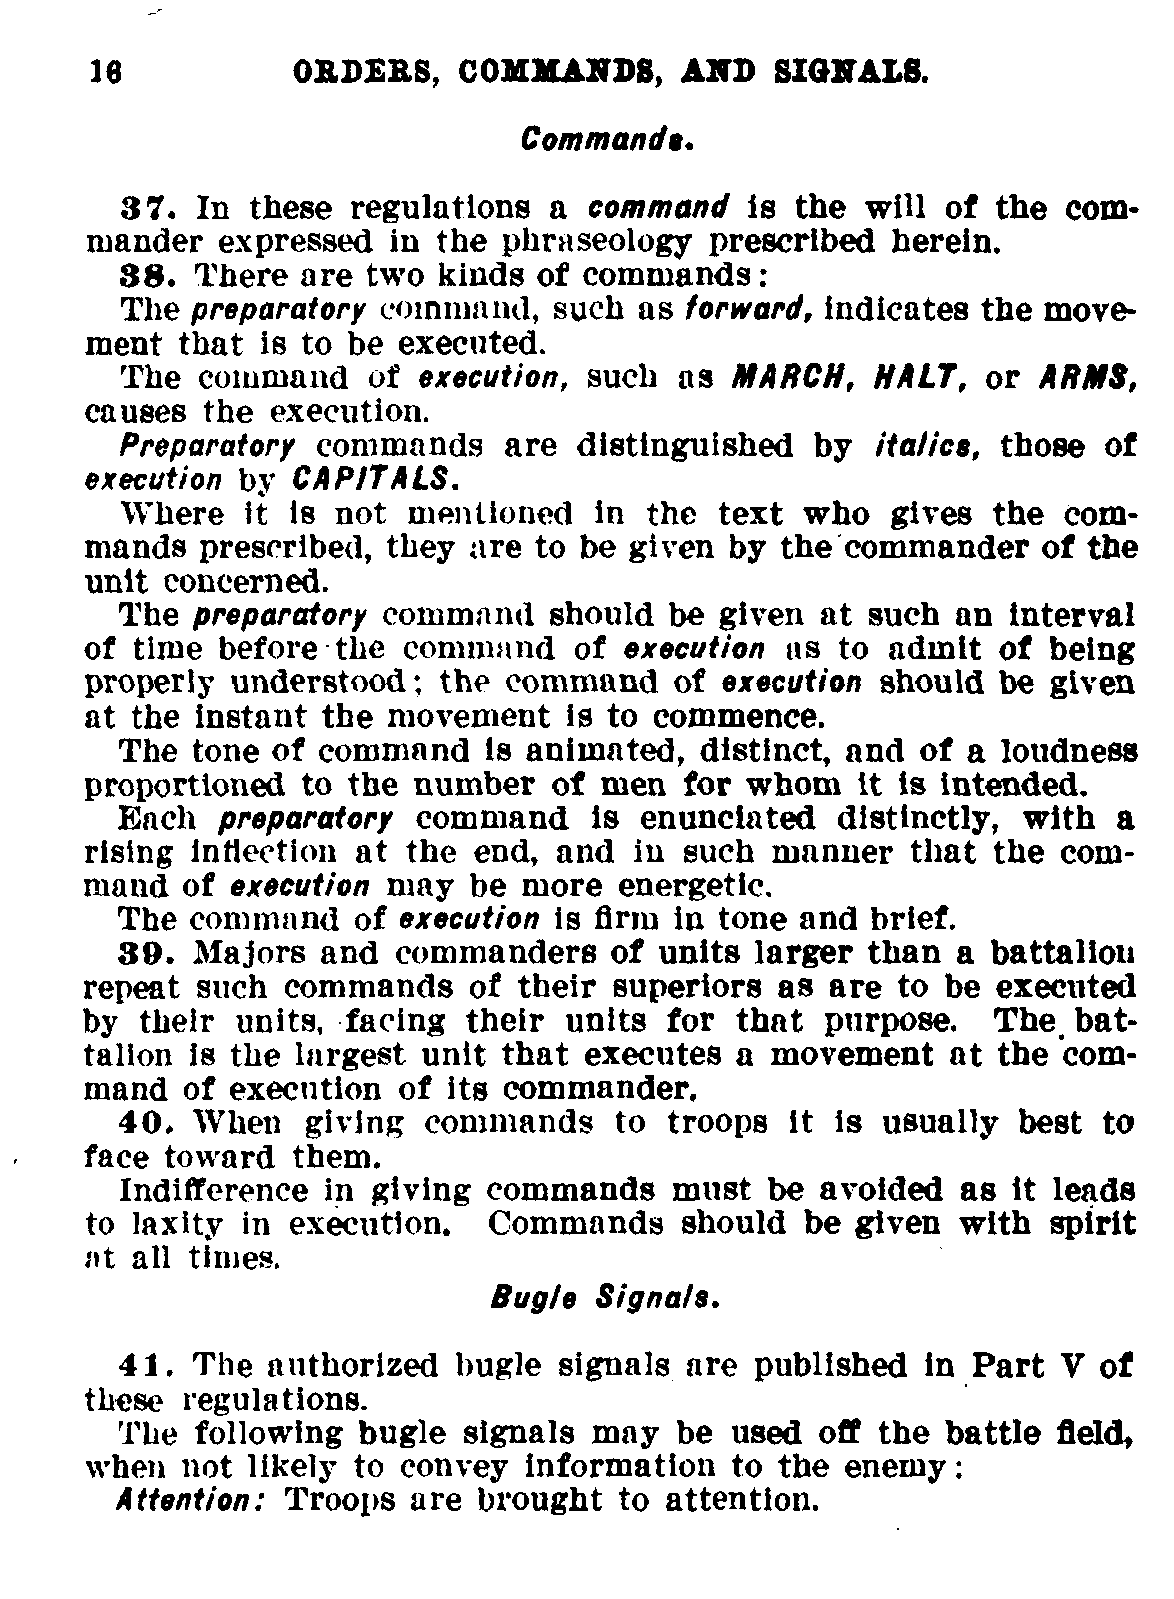 16 ORDERS, COMMANDS, AND SIGNALS.
Commands.
37. In these regulations a command is the will of the com-
mander expressed in the phraseology prescribed herein.
38. There are two kinds of commands:
The preparatory command, such as forward, indicates the move-
ment that is to be executed.
The command of execution, such as MARCH, HALT, or ARMS,
causes the execution.
Preparatory commands are distinguished by italics, those of
execution by CAPITALS.
Where it is not mentioned in the text who gives the com-
mands prescribed, they are to be given by the commander of the
unit concerned.
The preparatory command should be given at such an interval
of time before the command of execution as to admit of being
properly understood; the command of execution should be given
at the instant the movement is to commence.
The tone of command is animated, distinct, and of a loudness
proportioned to the number of men for whom it is intended.
Each preparatory command is enunciated distinctly, with a
rising inflection at the end, and in such manner that the com-
mand of execution may be more energetic.
The command of execution is firm in tone and brief.
39. Majors and commanders of units larger than a battalion
repeat such commands of their superiors as are to be executed
by their units, facing their units for that purpose. The bat-
talion is the largest unit that executes a movement at the com-
mand of execution of its commander.
40. When giving commands to troops it is usually best to
face toward them.
Indifference in giving commands must be avoided as it leads
to laxity in execution. Commands should be given with spirit
at all times.
Bugle Signals.
41. The authorized bugle signals are published in Part V of
these regulations.
The following bugle signals may be used off the battle field,
when not likely to convey information to the enemy:
Attention: Troops are brought to attention.